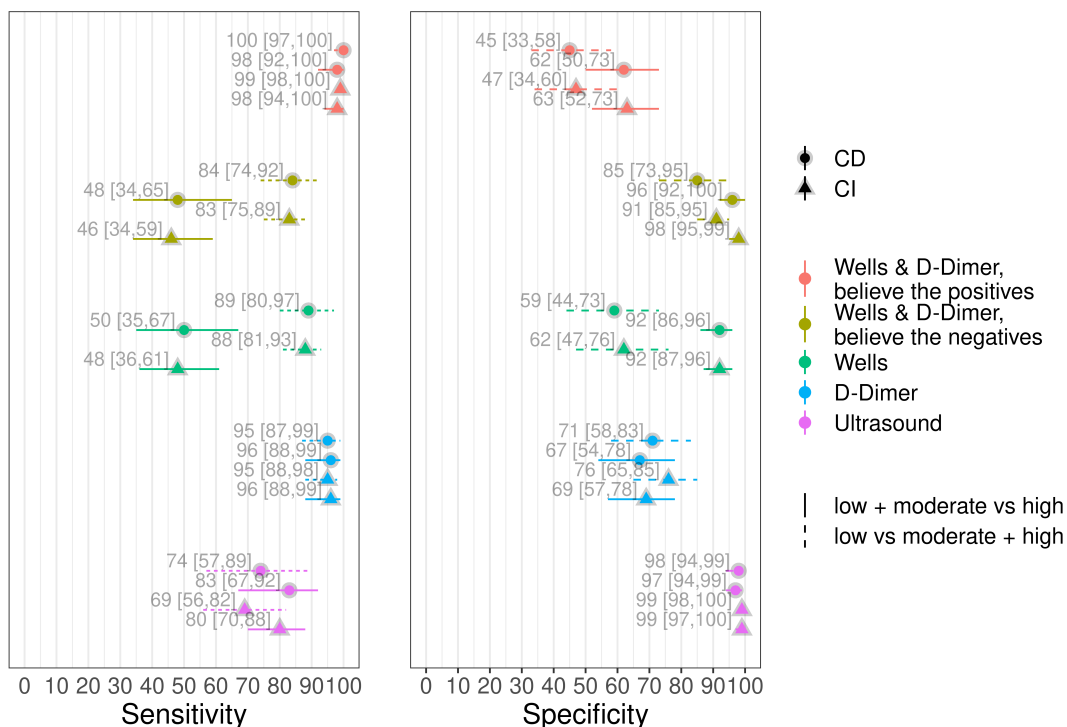 100 [97,100]
98 [92,100]
99 [98,100]
98 [94,100]
84 [74,92]
48 [34,65]
83 [75,89]
46 [34,59]
89 [80,97]
50 [35,67]
88 [81,93]
48 [36,61]
95 [87,99]
96 [88,99]
95 [88,98]
96 [88,99]
74 [57,89]
83 [67,92]
69 [56,82]
80 [70,88]
0 10 20 30 40 50 60 70 80 90 100
Sensitivity
45 [33,58]
62 [50,73]
47 [34,60]
63 [52,73]
85 [73,95]
96 [92,100]
91 [85,95]
98 [95,99]
59 [44,73]
92 [86,96]
62 [47,76]
92 [87,96]
71 [58,83]
67 [54,78]
76 [65,85]
69 [57,78]
98 [94,99]
97 [94,99]
99 [98,100]
99 [97,100]
0 10 20 30 40 50 60 70 80 90 100
Specificity
CD
CI
Wells & D-Dimer,
believe the positives
Wells & D-Dimer,
believe the negatives
Wells
D-Dimer
Ultrasound
low + moderate vs high
low vs moderate + high